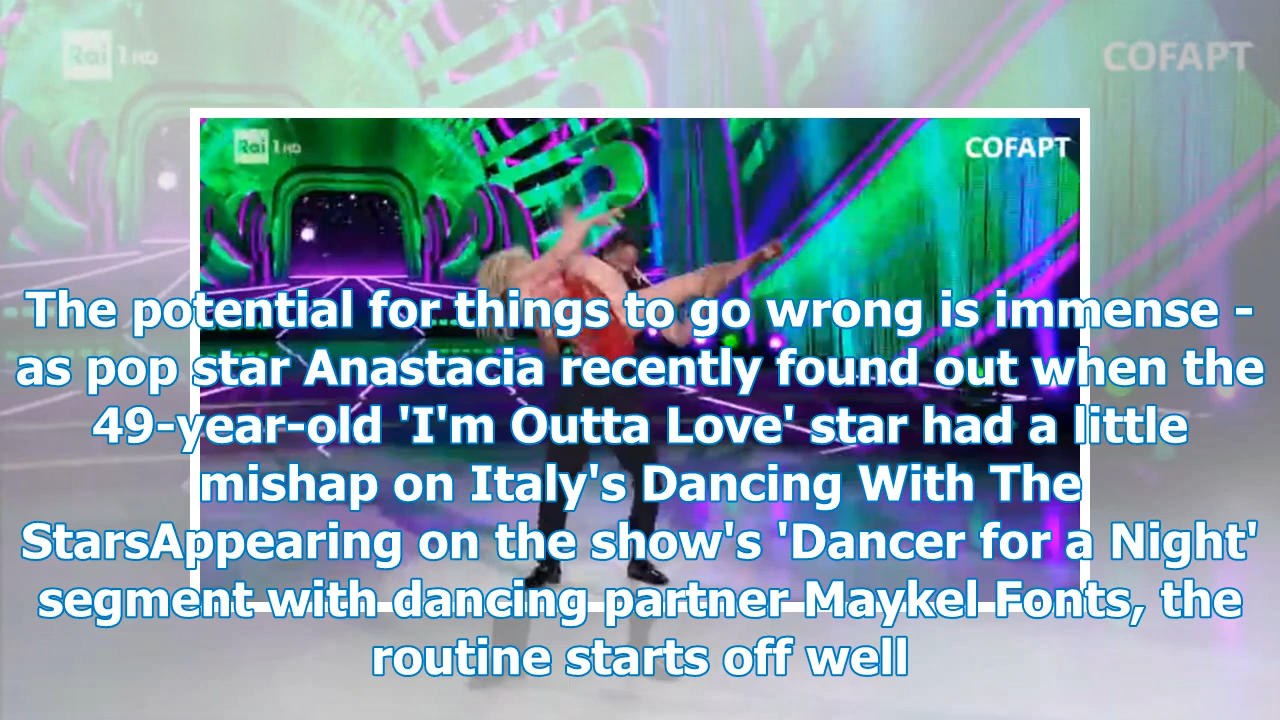 Rai 1 HD
COFAPT
Rai 1 HD
COFAPT
The potential for things to go wrong is immense -
as pop star Anastacia recently found out when the
49-year-old 'I'm Outta Love' star had a little
mishap on Italy's Dancing With The
StarsAppearing on the show's 'Dancer for a Night'
segment with dancing partner Maykel Fonts, the
routine starts off well